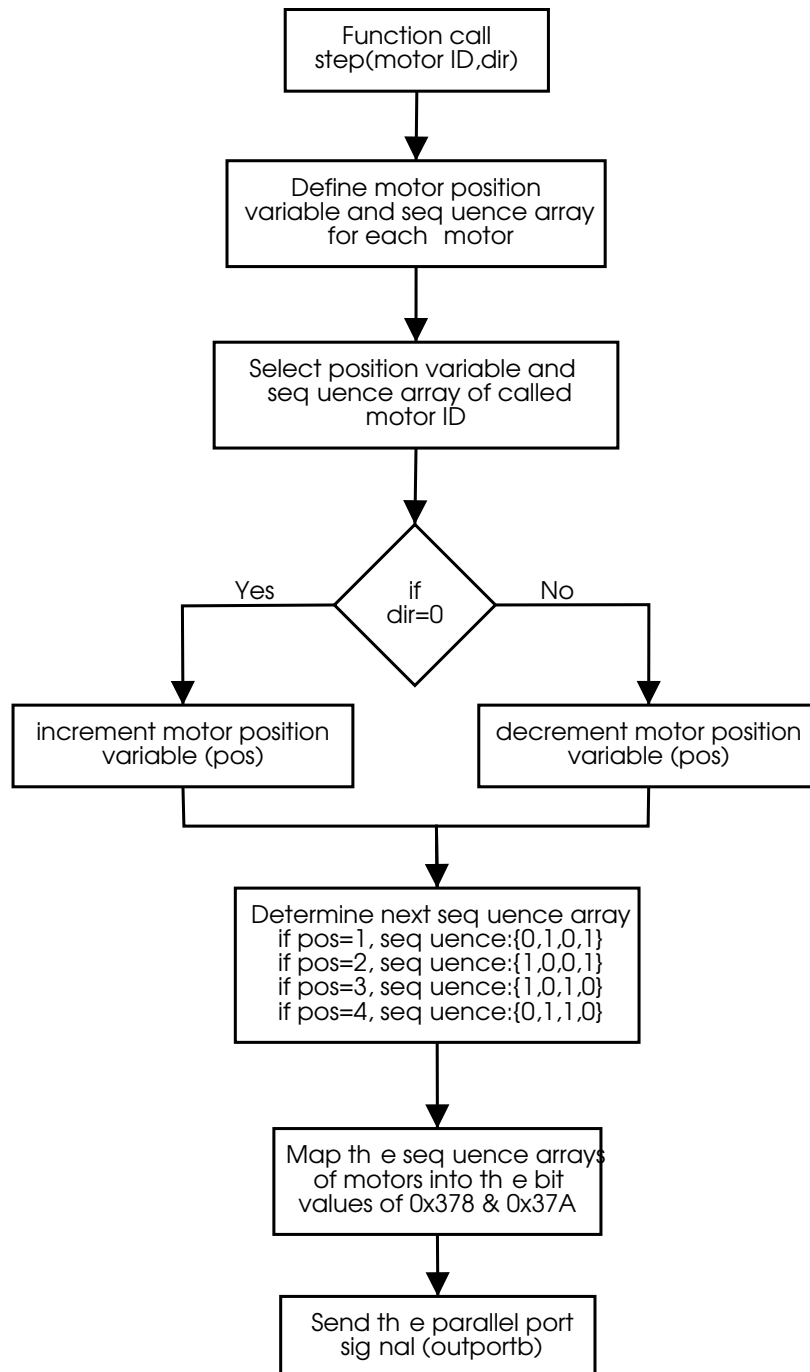 Function call
step(motor ID,dir)
Define motor position
variable and seq uence array
for each motor
Select position variable and
seq uence array of called
motor ID
if
dir=0
Yes
No
increment motor position
variable (pos)
decrement motor position
variable (pos)
Determine next seq uence array
if pos=1, seq uence:{0,1,0,1}
if pos=2, seq uence:{1,0,0,1}
if pos=3, seq uence:{1,0,1,0}
if pos=4, seq uence:{0,1,1,0}
Map th e seq uence arrays
of motors into th e bit
values of 0x378 & 0x37A
Send th e parallel port
sig nal (outportb)